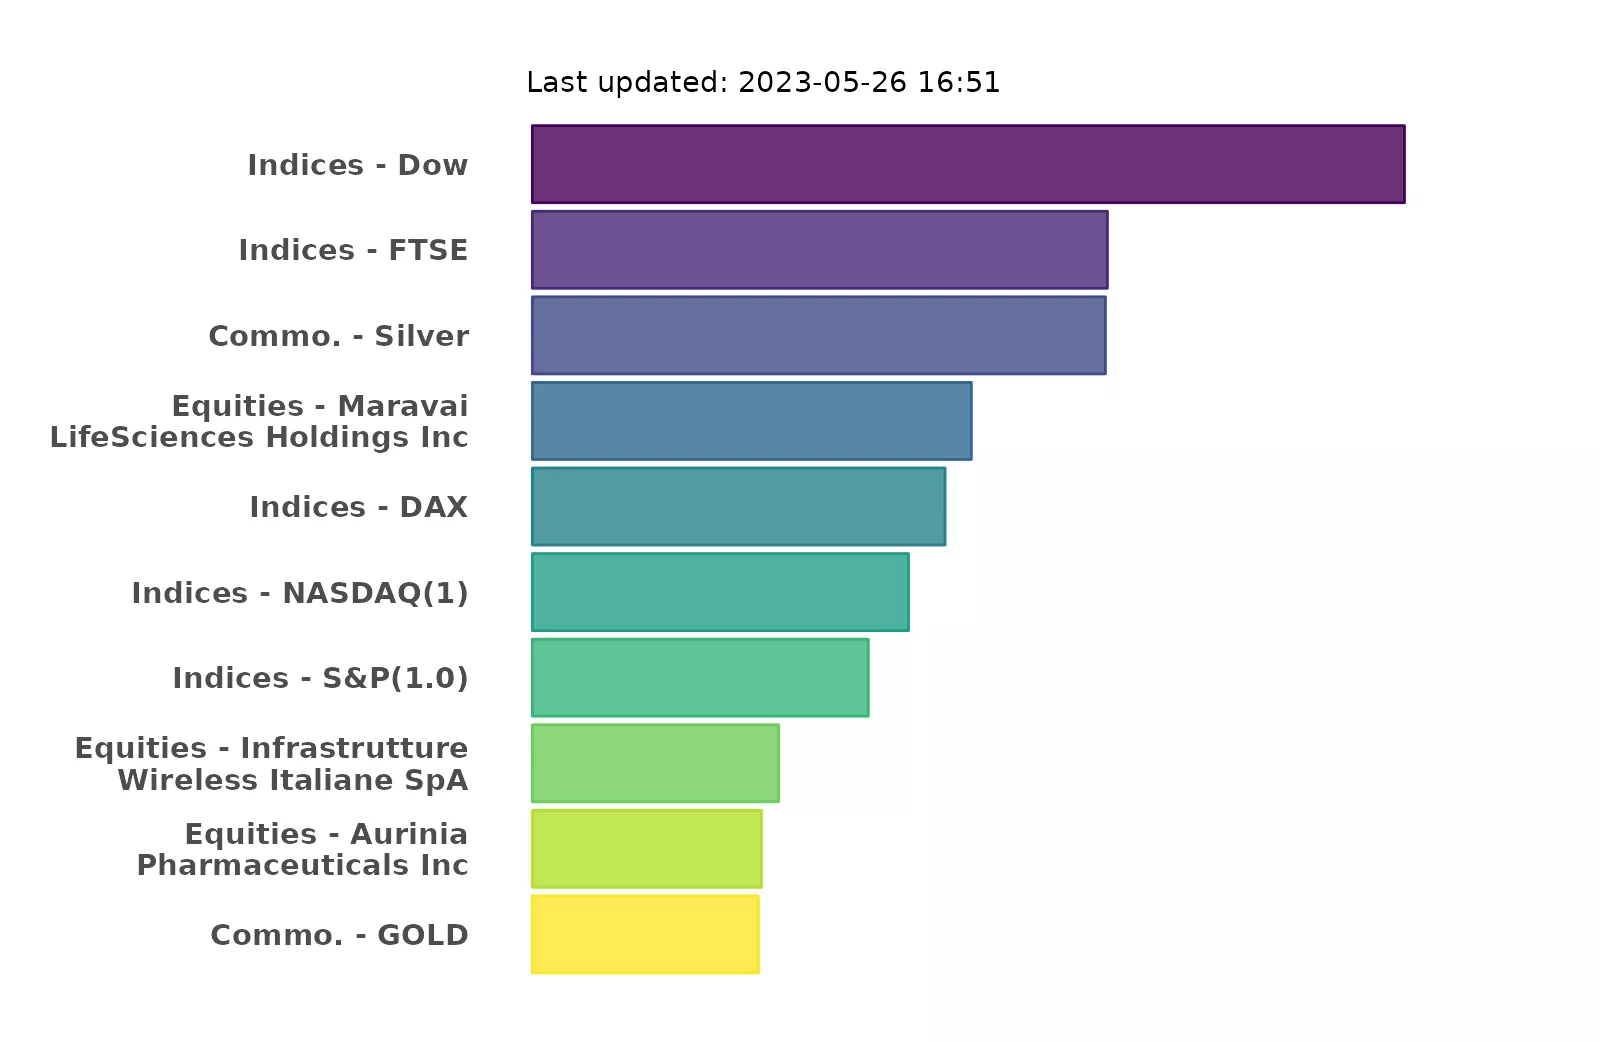 Last updated: 2023-05-26 16:51
Indices - Dow
Indices - FTSE
Commo. - Silver
Equities - Maravai
LifeSciences Holdings Inc
Indices - DAX
Indices - NASDAQ(1)
Indices - S&P(1.0)
Equities - Infrastrutture
Wireless Italiane SpA
Equities - Aurinia
Pharmaceuticals Inc
Commo. - GOLD